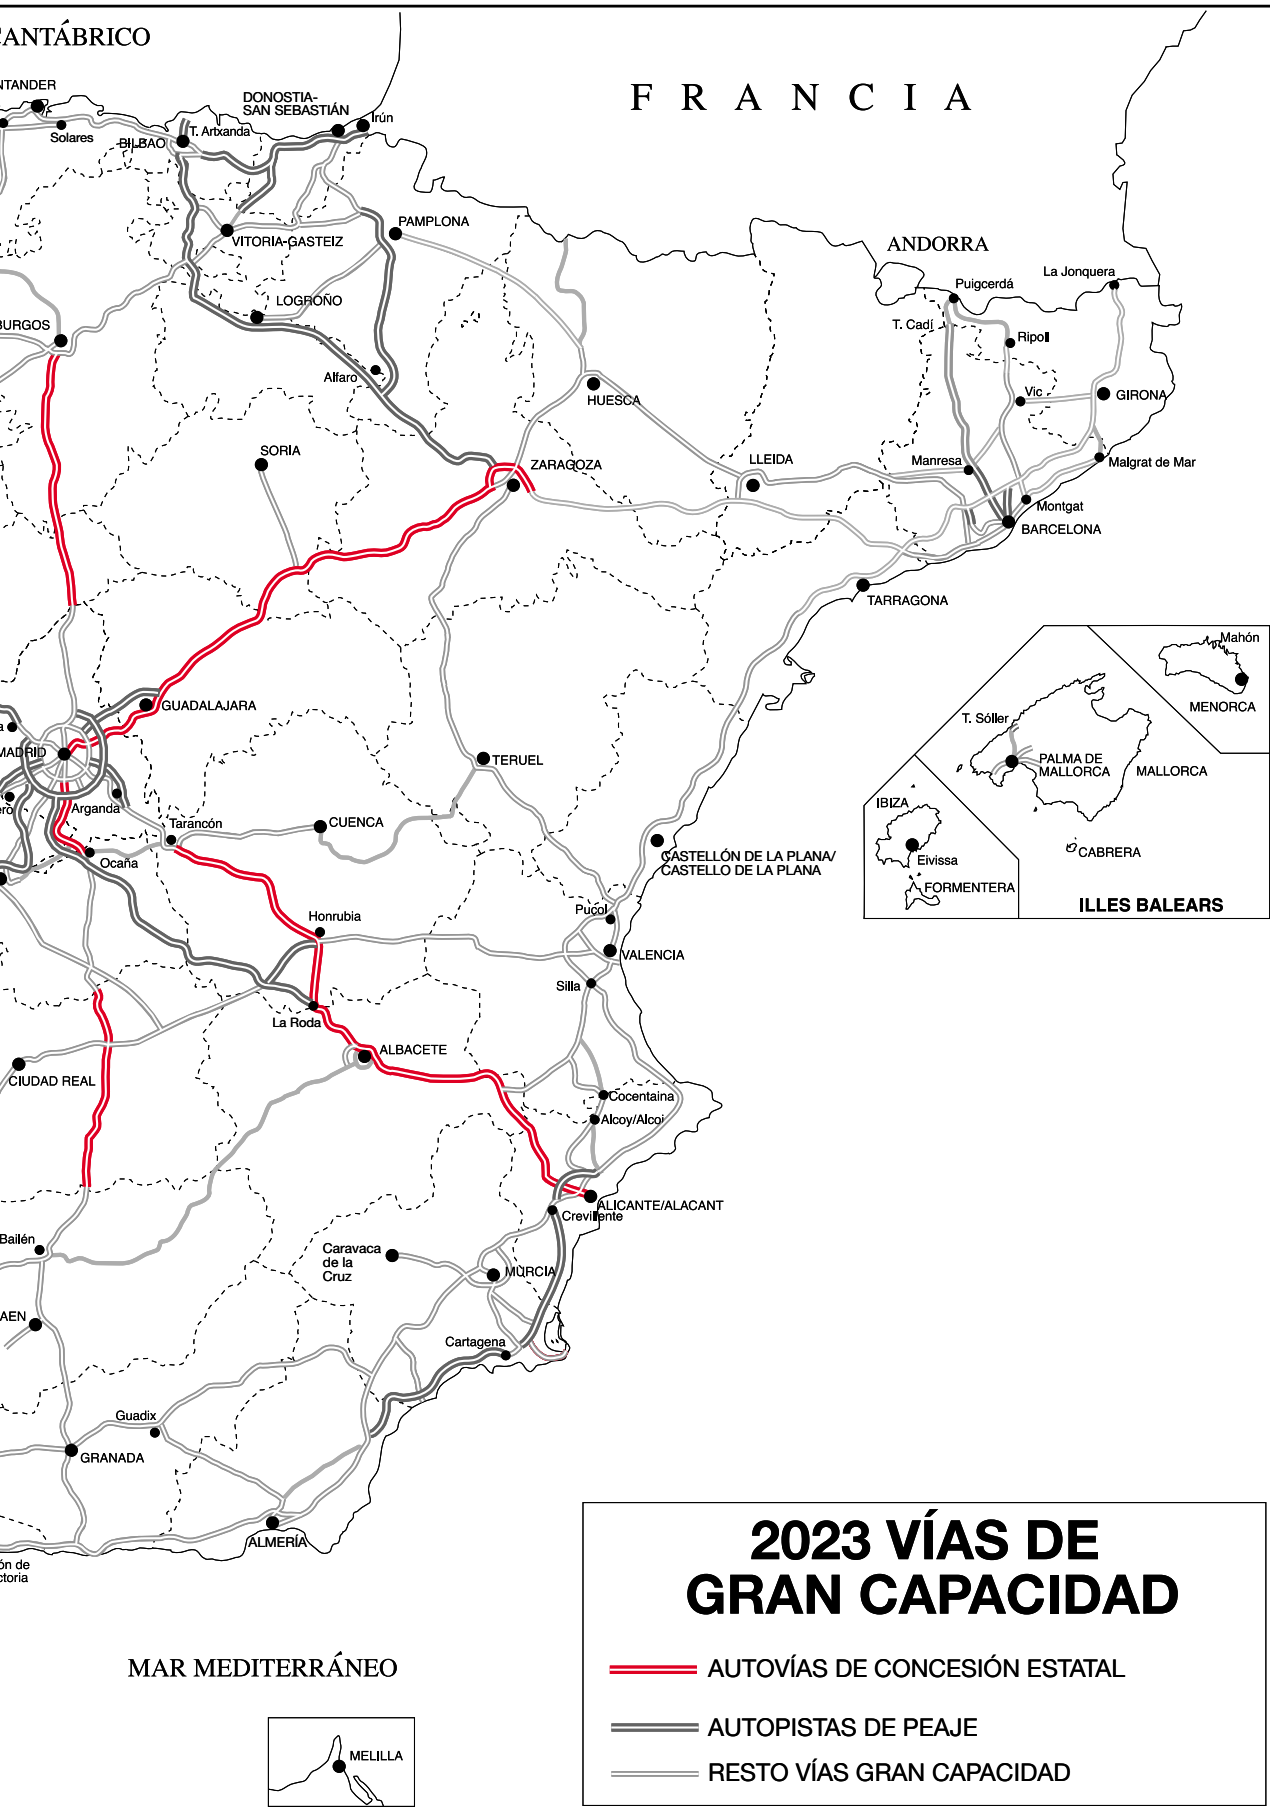 CANTÁBRICO
FRANCIA
NTANDER
Solares
BILBAO
T. Artxanda
DONOSTIA-
SAN SEBASTIÁN
Irún
VITORIA-GASTEIZ
PAMPLONA
ANDORRA
LOGROÑO
BURGOS
Alfaro
HUESCA
Puigcerdá
La Jonquera
T. Cadí
Ripoll
Vic
GIRONA
SORIA
ZARAGOZA
LLEIDA
Manresa
Malgrat de Mar
Montgat
BARCELONA
TARRAGONA
GUADALAJARA
MADRID
Arganda
TERUEL
Tarancón
CUENCA
Ocaña
CASTELLÓN DE LA PLANA/
CASTELLO DE LA PLANA
Mahón
MENORCA
T. Sóller
PALMA DE
MALLORCA
MALLORCA
IBIZA
Eivissa
CABRERA
FORMENTERA
ILLES BALEARS
Honrubia
Puçol
VALENCIA
Silla
La Roda
ALBACETE
CIUDAD REAL
Cocentaina
Alcoy/Alcoi
ALICANTE/ALACANT
Crevillente
Bailén
Caravaca
de la
Cruz
MURCIA
AEN
Cartagena
Guadix
GRANADA
ALMERÍA
ón de
ctoria
MAR MEDITERRÁNEO
MELILLA
2023 VÍAS DE
GRAN CAPACIDAD
AUTOVÍAS DE CONCESIÓN ESTATAL
AUTOPISTAS DE PEAJE
RESTO VÍAS GRAN CAPACIDAD